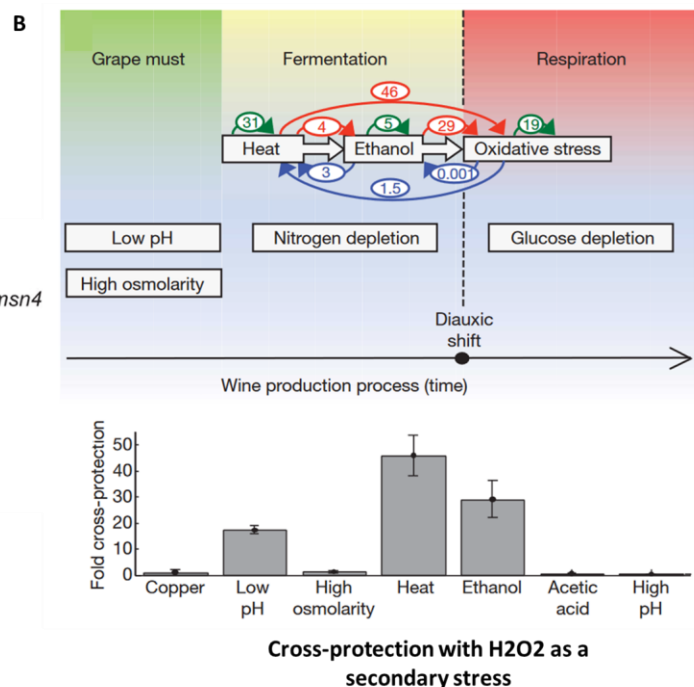 B
Grape must
Fermentation
Respiration
46
31
4
5
29
19
Heat
Ethanol
Oxidative stress
3
0.001
1.5
Low pH
Nitrogen depletion
Glucose depletion
High osmolarity
msn4
Diauxic
shift
Wine production process (time)
Fold cross-protection
50
40
30
20
10
0
Copper
Low
pH
High
osmolarity
Heat
Ethanol
Acetic
acid
High
pH
Cross-protection with H2O2 as a
secondary stress